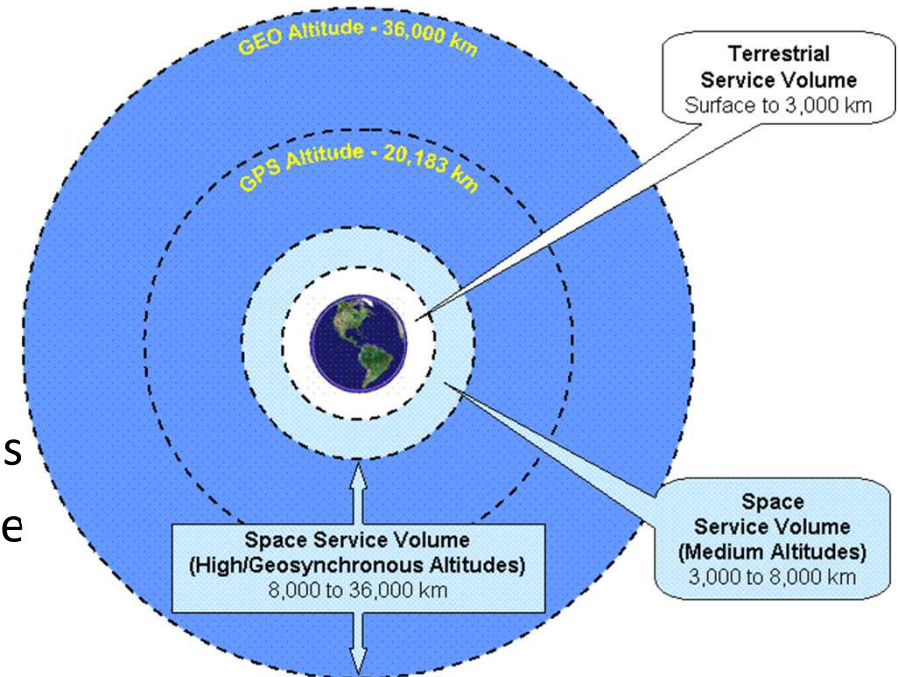 GEO Altitude - 36,000 km
Terrestrial
Service Volume
Surface to 3,000 km
GPS Altitude - 20,183 km
s
e
Space
Service Volume
(Medium Altitudes)
3,000 to 8,000 km
Space Service Volume
(High/Geosynchronous Altitudes)
8,000 to 36,000 km